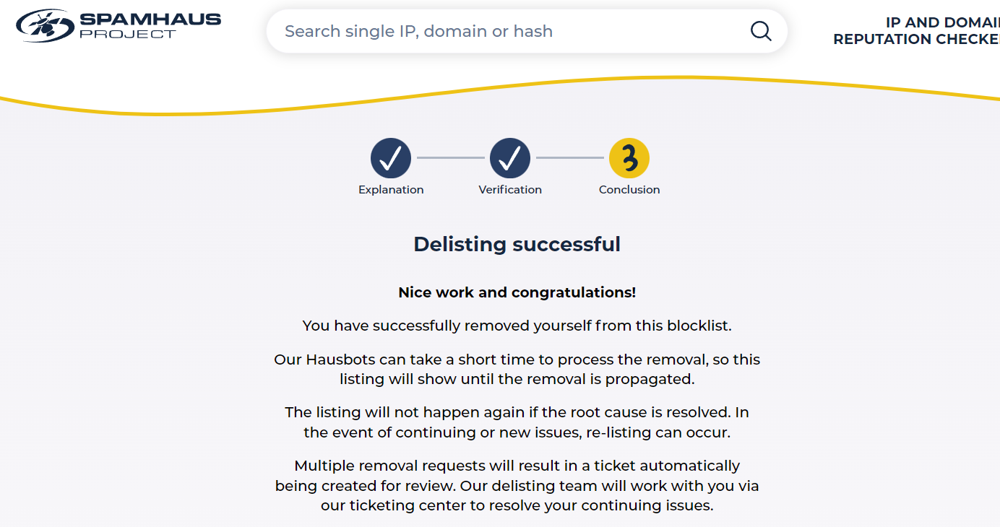 SPAMHAUS
PROJECT
Search single IP, domain or hash
IP AND DOMAIN
REPUTATION CHECKER
Explanation
Verification
3
Conclusion
Delisting successful
Nice work and congratulations!
You have successfully removed yourself from this blocklist.
Our Hausbots can take a short time to process the removal, so this
listing will show until the removal is propagated.
The listing will not happen again if the root cause is resolved. In
the event of continuing or new issues, re-listing can occur.
Multiple removal requests will result in a ticket automatically
being created for review. Our delisting team will work with you via
our ticketing center to resolve your continuing issues.